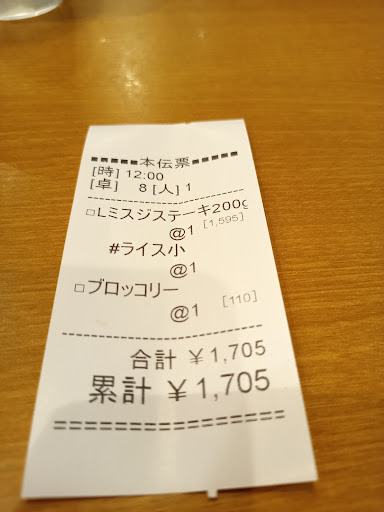 ■■■■■本伝票■■■■■
[時] 12:00
[卓] 8 [人] 1
□Lミスジステーキ200g
@1 [1,595]
#ライス小
@1
□ブロッコリー
@1 [110]
合計 ¥1,705
累計 ¥1,705
====================